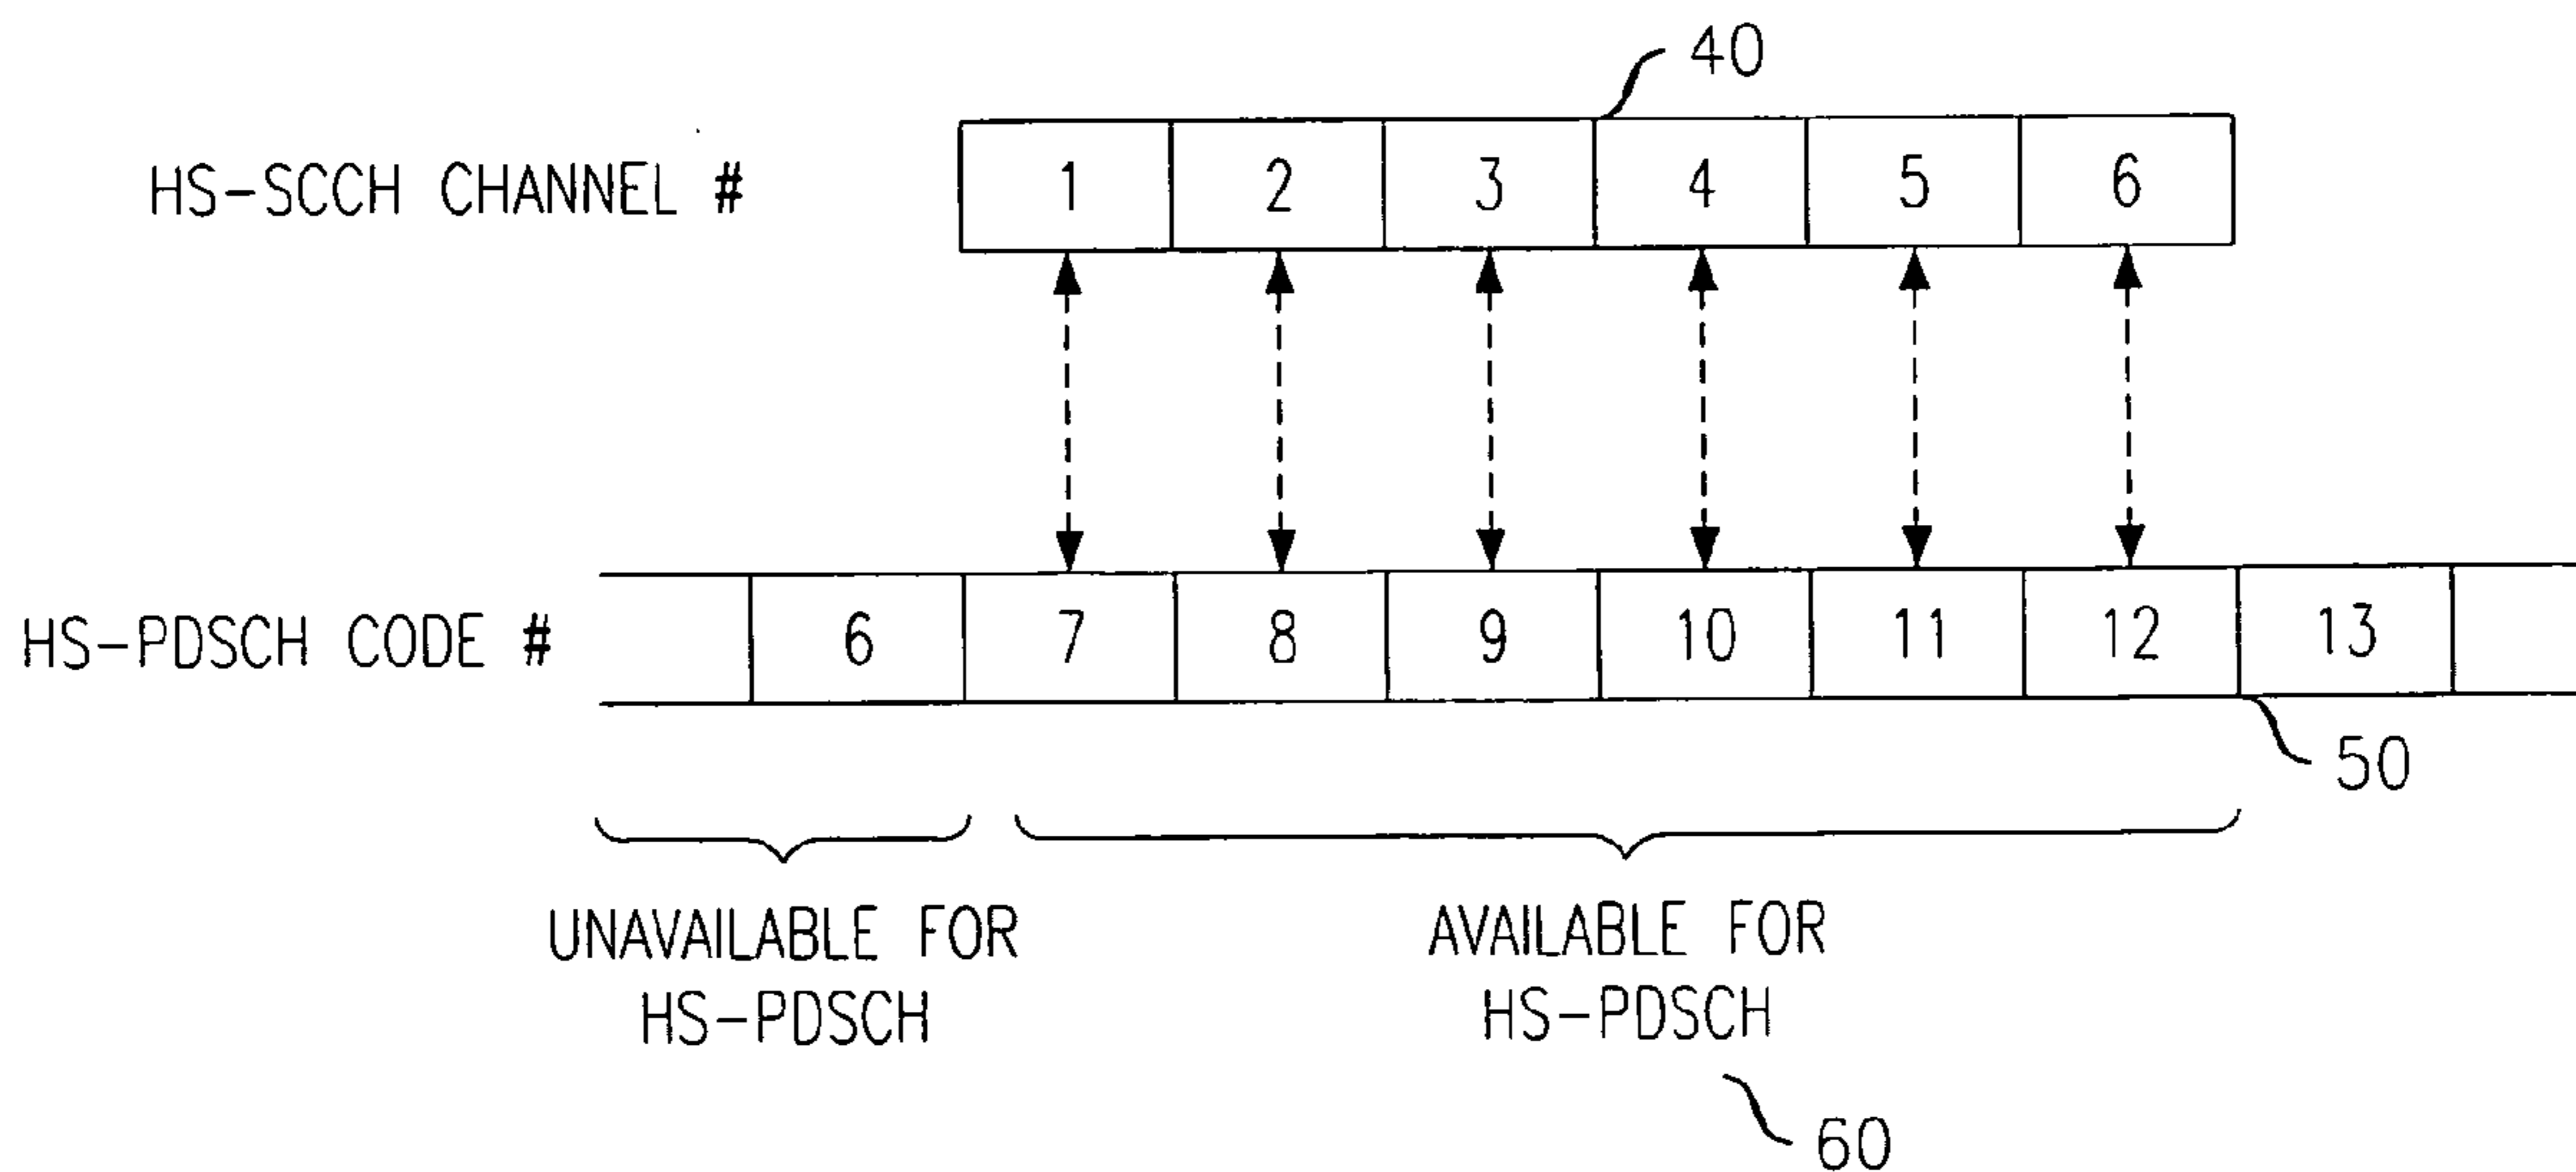 40
HS-SCCH CHANNEL # 1 2 3 4 5 6
HS-PDSCH CODE # 6 7 8 9 10 11 12 13
50
UNAVAILABLE FOR
HS-PDSCH
AVAILABLE FOR
HS-PDSCH
60